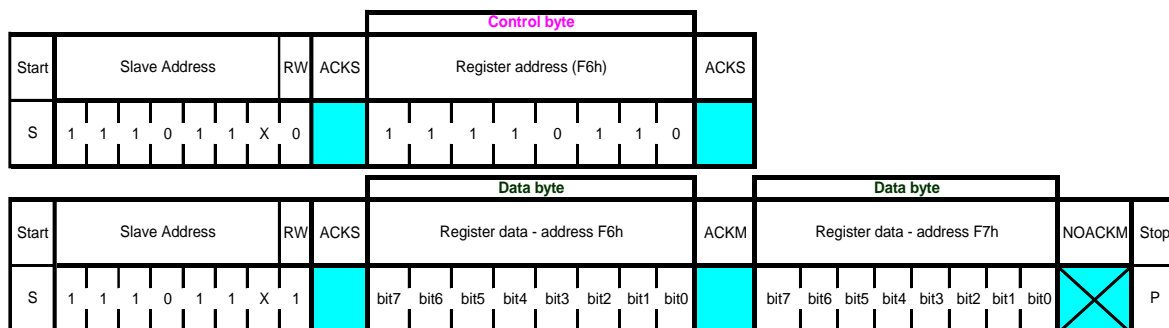 Control byte
Start Slave Address RW ACKS Register address (F6h) ACKS
S 1 1 1 0 1 1 X 0 1 1 1 1 0 1 1 0
Data byte Data byte
Start Slave Address RW ACKS Register data - address F6h ACKM Register data - address F7h NOACKM Stop
S 1 1 1 0 1 1 X 1 bit7 bit6 bit5 bit4 bit3 bit2 bit1 bit0 bit7 bit6 bit5 bit4 bit3 bit2 bit1 bit0 P